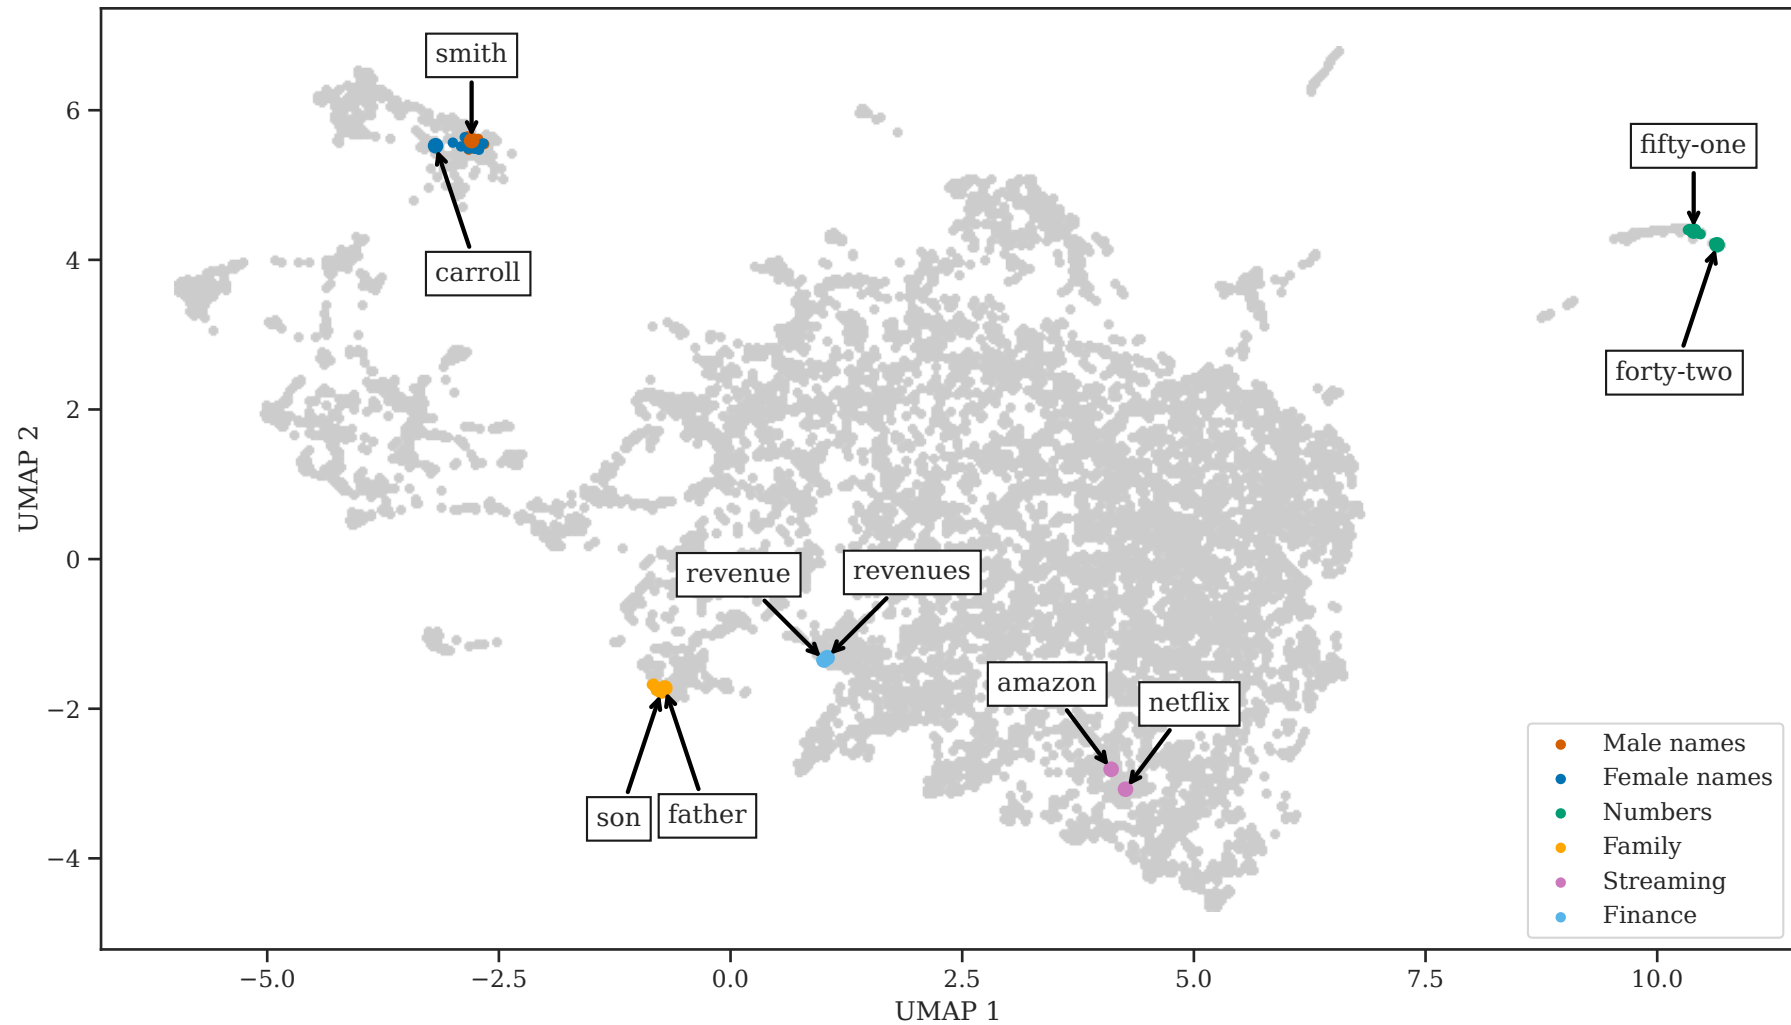 smith
carroll
fifty-one
forty-two
revenue
revenues
amazon
netflix
son
father
Male names
Female names
Numbers
Family
Streaming
Finance
6
4
2
0
−2
−4
UMAP 2
−5.0
−2.5
0.0
2.5
5.0
7.5
10.0
UMAP 1